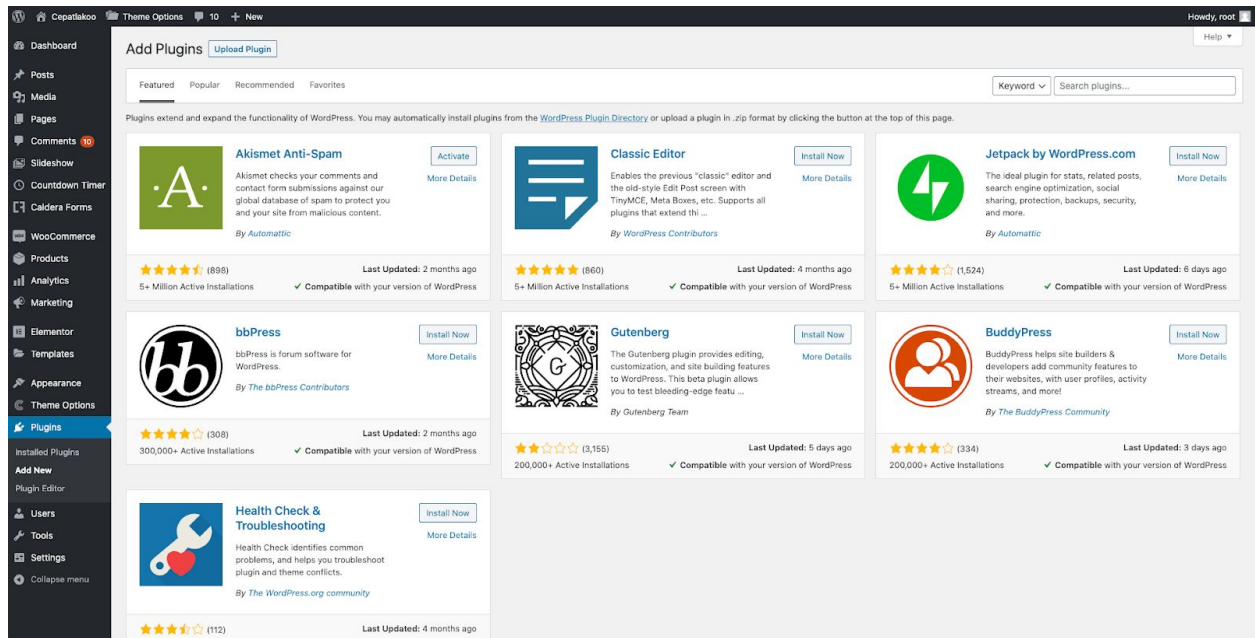 Cepatlakoo Theme Options 10 + New Howdy, root
Help ▼
Dashboard
Posts
Media
Pages
Comments 10
Slideshow
Countdown Timer
Caldera Forms
WooCommerce
Products
Analytics
Marketing
Elementor
Templates
Appearance
Theme Options
Plugins
Installed Plugins
Add New
Plugin Editor
Users
Tools
Settings
Collapse menu
Add Plugins Upload Plugin
Featured Popular Recommended Favorites Keyword Search plugins...
Plugins extend and expand the functionality of WordPress. You may automatically install plugins from the WordPress Plugin Directory or upload a plugin in .zip format by clicking the button at the top of this page.
·A·
Akismet Anti-Spam
Activate
More Details
Akismet checks your comments and
contact form submissions against our
global database of spam to protect you
and your site from malicious content.
By Automattic
(898) Last Updated: 2 months ago
5+ Million Active Installations ✓ Compatible with your version of WordPress
Classic Editor
Install Now
More Details
Enables the previous "classic" editor and
the old-style Edit Post screen with
TinyMCE, Meta Boxes, etc. Supports all
plugins that extend thi ...
By WordPress Contributors
(860) Last Updated: 4 months ago
5+ Million Active Installations ✓ Compatible with your version of WordPress
Jetpack by WordPress.com
Install Now
More Details
The ideal plugin for stats, related posts,
search engine optimization, social
sharing, protection, backups, security,
and more.
By Automattic
(1,524) Last Updated: 6 days ago
5+ Million Active Installations ✓ Compatible with your version of WordPress
bb
bbPress
Install Now
More Details
bbPress is forum software for
WordPress.
By The bbPress Contributors
(308) Last Updated: 2 months ago
300,000+ Active Installations ✓ Compatible with your version of WordPress
G
Gutenberg
Install Now
More Details
The Gutenberg plugin provides editing,
customization, and site building features
to WordPress. This beta plugin allows
you to test bleeding-edge featu ...
By Gutenberg Team
(3,155) Last Updated: 5 days ago
200,000+ Active Installations ✓ Compatible with your version of WordPress
BuddyPress
Install Now
More Details
BuddyPress helps site builders &
developers add community features to
their websites, with user profiles, activity
streams, and more!
By The BuddyPress Community
(334) Last Updated: 3 days ago
200,000+ Active Installations ✓ Compatible with your version of WordPress
Health Check &
Troubleshooting
Install Now
More Details
Health Check identifies common
problems, and helps you troubleshoot
plugin and theme conflicts.
By The WordPress.org community
(112) Last Updated: 4 months ago